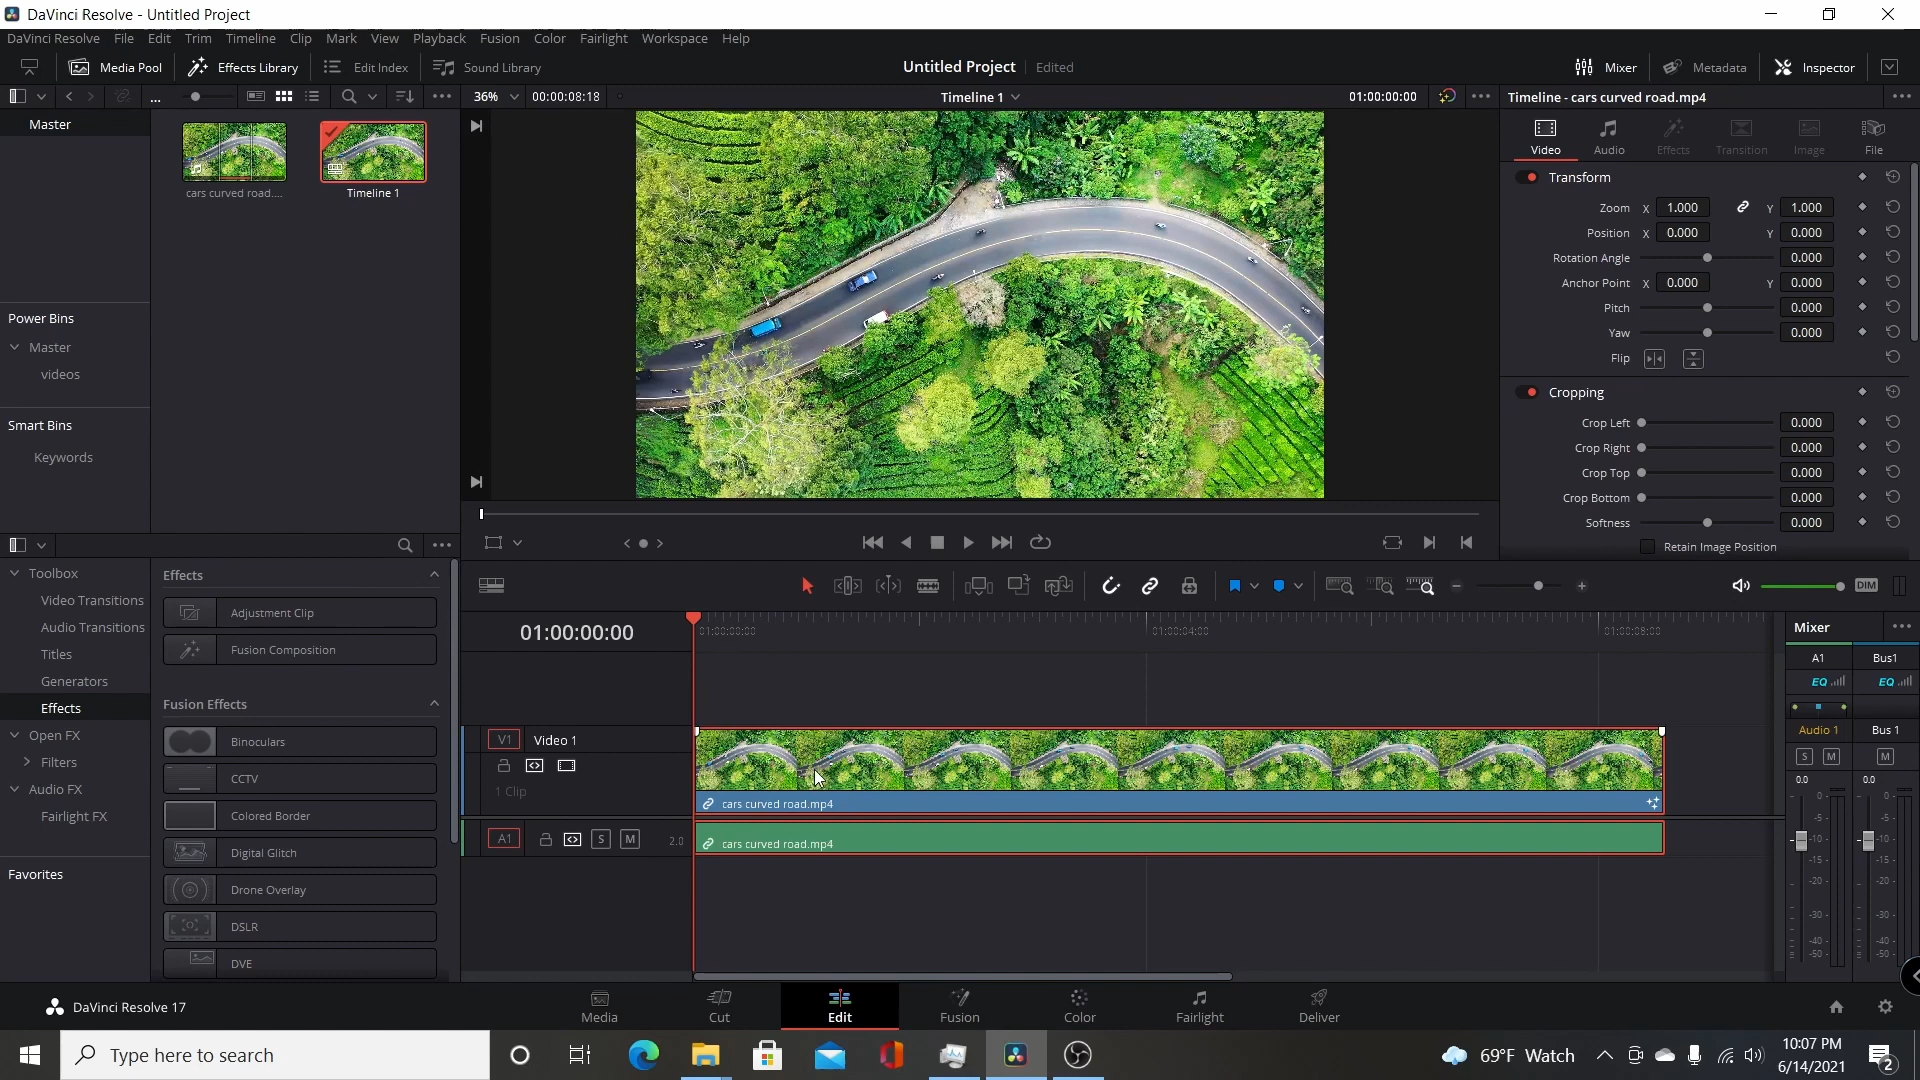 DaVinci Resolve - Untitled Project
DaVinci Resolve File Edit Trim Timeline Clip Mark View Playback Fusion Color Fairlight Workspace Help
Media Pool Effects Library Edit Index Sound Library Untitled Project Edited Mixer Metadata Inspector
... 36% 00:00:08:18 Timeline 1 01:00:00:00 Timeline - cars curved road.mp4
Master
cars curved road....
Timeline 1
Power Bins
Master
videos
Smart Bins
Keywords
Video Audio Effects Transition Image File
Transform
Zoom X 1.000 Y 1.000
Position X 0.000 Y 0.000
Rotation Angle 0.000
Anchor Point X 0.000 Y 0.000
Pitch 0.000
Yaw 0.000
Flip
Cropping
Crop Left 0.000
Crop Right 0.000
Crop Top 0.000
Crop Bottom 0.000
Softness 0.000
Retain Image Position
Toolbox
Video Transitions
Audio Transitions
Titles
Generators
Effects
Open FX
Filters
Audio FX
Fairlight FX
Favorites
Effects
Adjustment Clip
Fusion Composition
Fusion Effects
Binoculars
CCTV
Colored Border
Digital Glitch
Drone Overlay
DSLR
DVE
DIM
01:00:00:00 01:00:00:00 01:00:04:00 01:00:08:00
V1 Video 1
1 Clip
cars curved road.mp4
A1 S M 2.0 cars curved road.mp4
Mixer
A1 Bus1
EQ EQ
Audio 1 Bus 1
S M M
0.0 0.0
0 0
-5 -5
-10 -10
-15 -15
-20 -20
-30 -30
-40 -40
-50 -50
DaVinci Resolve 17 Media Cut Edit Fusion Color Fairlight Deliver
Type here to search 69°F Watch 10:07 PM
6/14/2021 2